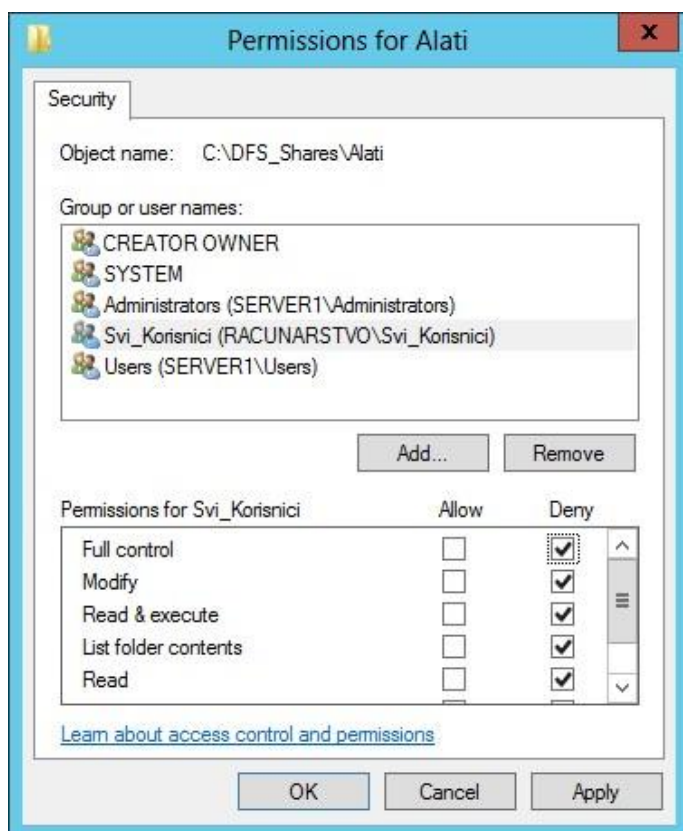 Permissions for Alati
x
Security
Object name: C:\DFS_Shares\Alati
Group or user names:
CREATOR OWNER
SYSTEM
Administrators (SERVER1\Administrators)
Svi_Korisnici (RACUNARSTVO\Svi_Korisnici)
Users (SERVER1\Users)
Add... Remove
Permissions for Svi_Korisnici Allow Deny
Full control
Modify
Read & execute
List folder contents
Read
Learn about access control and permissions
OK Cancel Apply